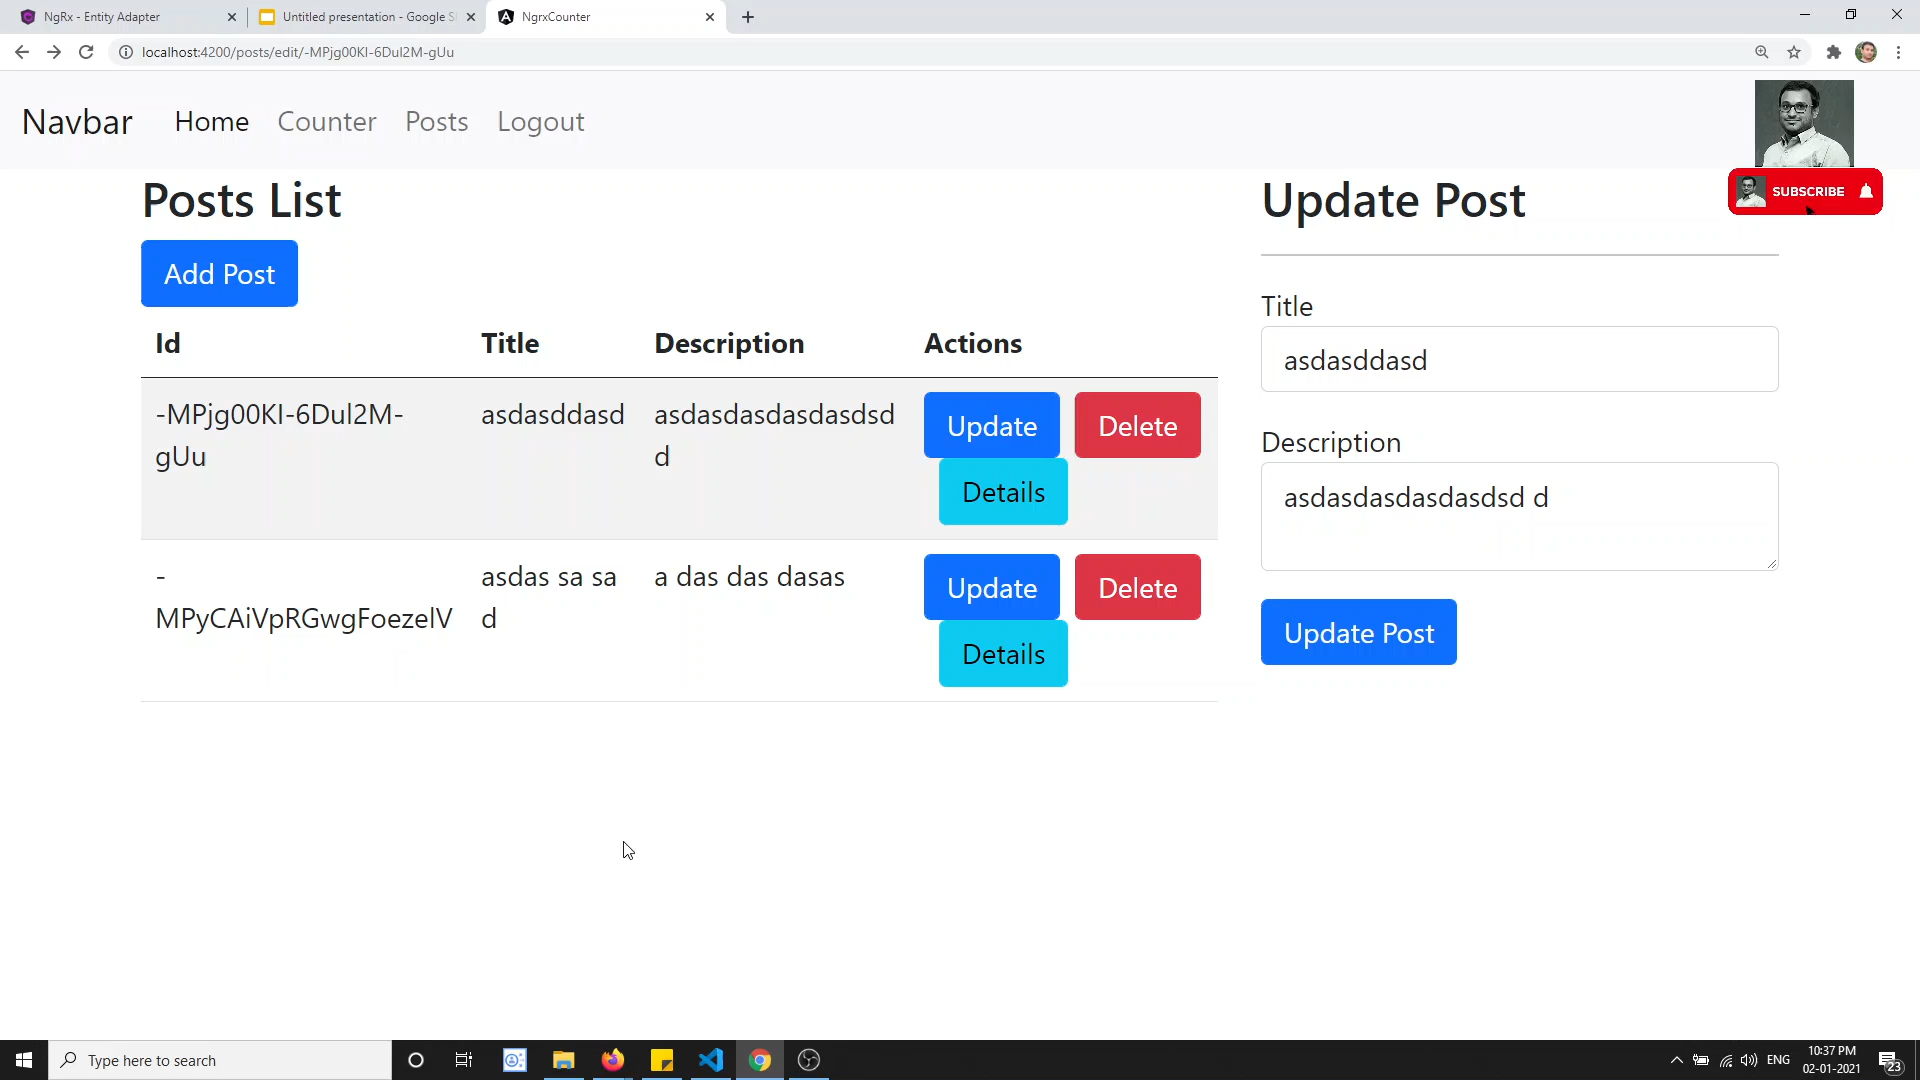 NgRx - Entity Adapter
Untitled presentation - Google S
NgrxCounter
localhost:4200/posts/edit/-MPjg00KI-6Dul2M-gUu
Navbar Home Counter Posts Logout
SUBSCRIBE
Posts List
Add Post
Id Title Description Actions
-MPjg00KI-6Dul2M- asdasddasd asdasdasdasdasdsd Update Delete
gUu d
Details
- asdas sa sa a das das dasas Update Delete
MPyCAiVpRGwgFoezelV d
Details
Update Post
Title
asdasddasd
Description
asdasdasdasdasdsd d
Update Post
Type here to search
ENG
10:37 PM
02-01-2021
23